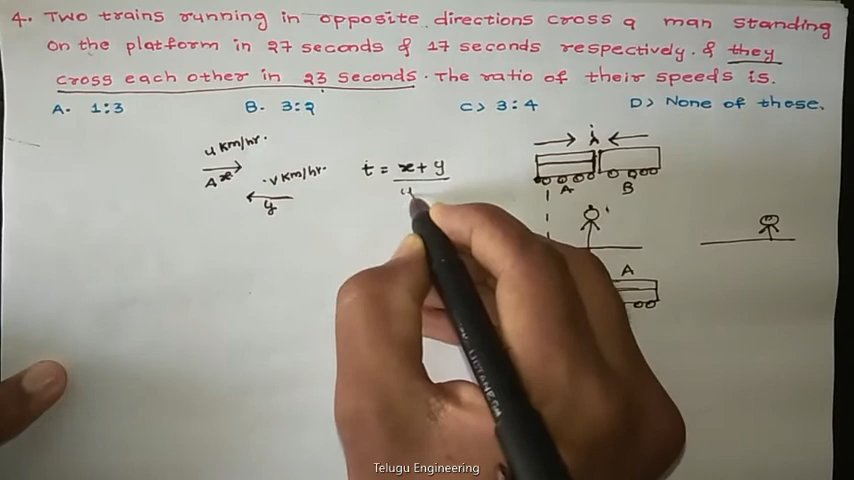 4. Two trains running in opposite directions cross a man standing
on the platform in 27 seconds & 17 seconds respectively. & they
cross each other in 23 seconds. The ratio of their speeds is.
A. 1:3 B. 3:2 C> 3:4 D> None of these.
u km/hr.
A x
v km/hr.
y
t = x + y
u
A B
A
Telugu Engineering